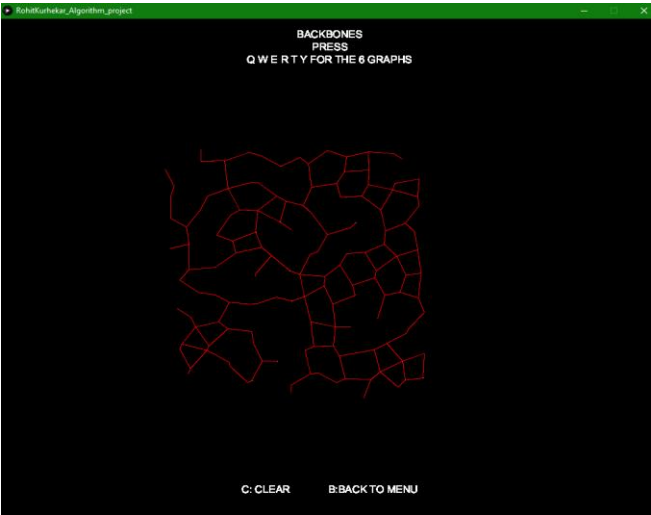 RohitKurhekar_Algorithm_project
BACKBONES
PRESS
Q W E R T Y FOR THE 6 GRAPHS
C: CLEAR
B:BACK TO MENU